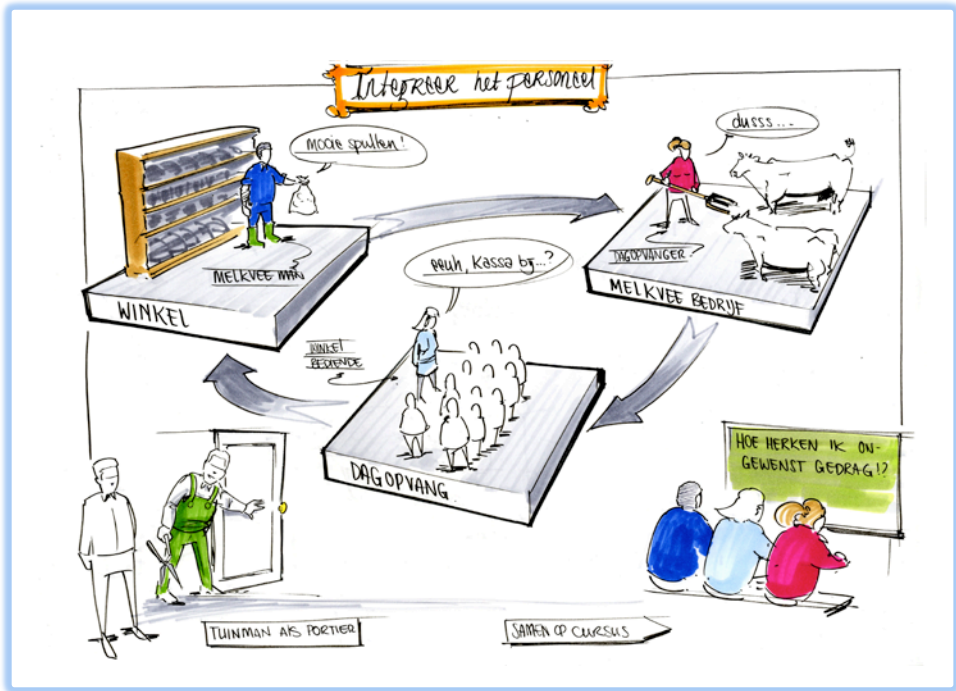 Integreer het personeel
mooie spullen!
dusss...
MELKVEE MAN
WINKEL
DAGOPVANGER
MELKVEE BEDRIJF
eeuh, Kassa bij...?
WINKEL
BEDIENDE
DAGOPVANG
HOE HERKEN IK ON-
GEWENST GEDRAG!?
TUINMAN ALS PORTIER
SAMEN OP CURSUS